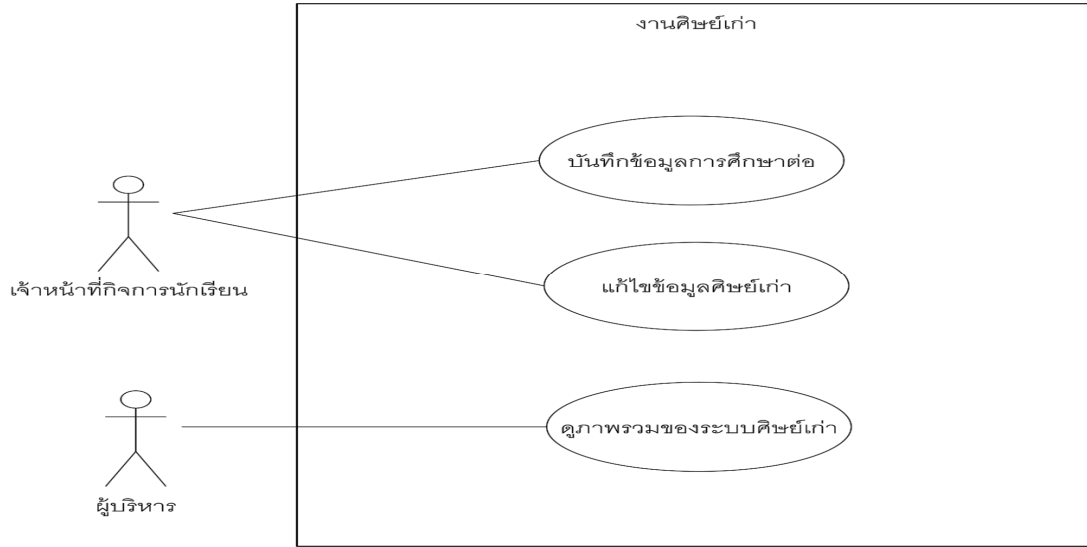 งานศิษย์เก่า
บันทึกข้อมูลการศึกษาต่อ
เจ้าหน้าที่กิจการนักเรียน
แก้ไขข้อมูลศิษย์เก่า
ดูภาพรวมของระบบศิษย์เก่า
ผู้บริหาร